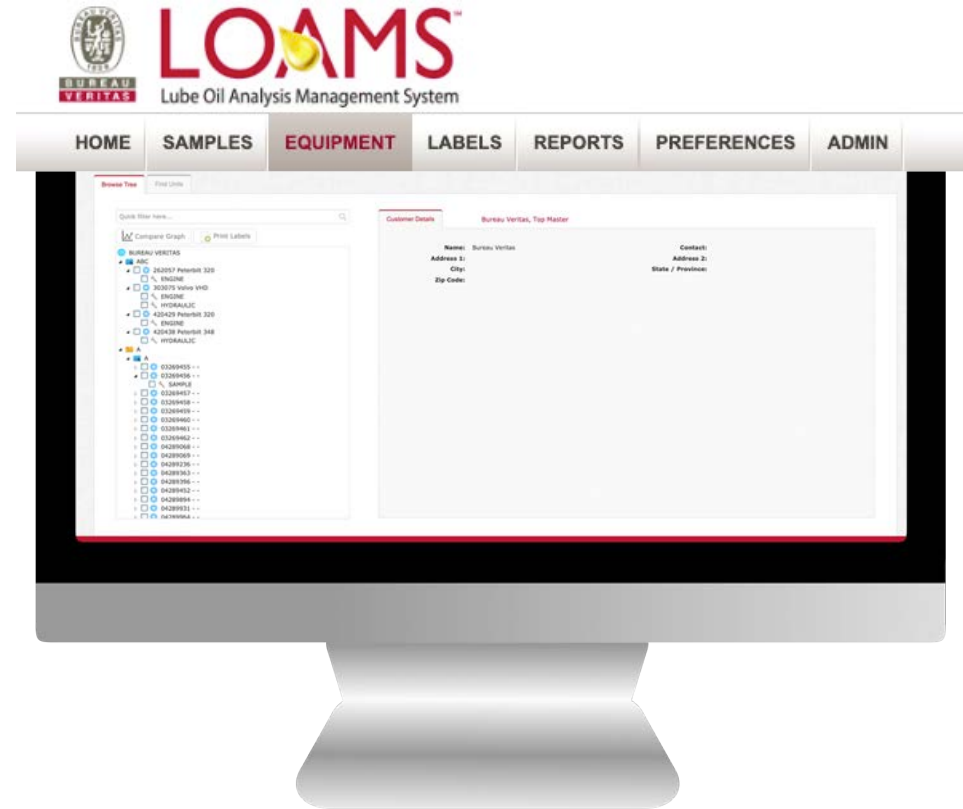 LOAMS™
BUREAU
VERITAS
1828
Lube Oil Analysis Management System
HOME SAMPLES EQUIPMENT LABELS REPORTS PREFERENCES ADMIN
Browse Tree Find Units
Quick filter here...
Compare Graph Print Labels
BUREAU VERITAS
ABC
262057 Peterbilt 320
ENGINE
303075 Volvo VHD
ENGINE
HYDRAULIC
420429 Peterbilt 320
ENGINE
420438 Peterbilt 348
HYDRAULIC
A
A
03269455 - -
03269456 - -
SAMPLE
03269457 - -
03269458 - -
03269459 - -
03269460 - -
03269461 - -
03269462 - -
04289068 - -
04289069 - -
04289236 - -
04289363 - -
04289396 - -
04289452 - -
04289894 - -
04289931 - -
Customer Details Bureau Veritas, Top Master
Name: Bureau Veritas Contact:
Address 1: Address 2:
City: State / Province:
Zip Code: